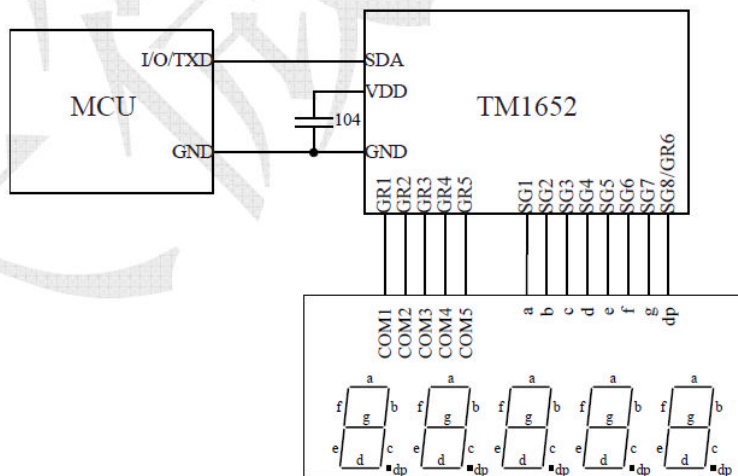 I/O/TXD SDA
VDD
MCU TM1652
104
GND GND
GR1 GR2 GR3 GR4 GR5 SG1 SG2 SG3 SG4 SG5 SG6 SG7 SG8/GR6
COM1 COM2 COM3 COM4 COM5 a b c d e f g dp
a a a a a
f b f b f b f b f b
g g g g g
e c e c e c e c e c
d dp d dp d dp d dp d dp